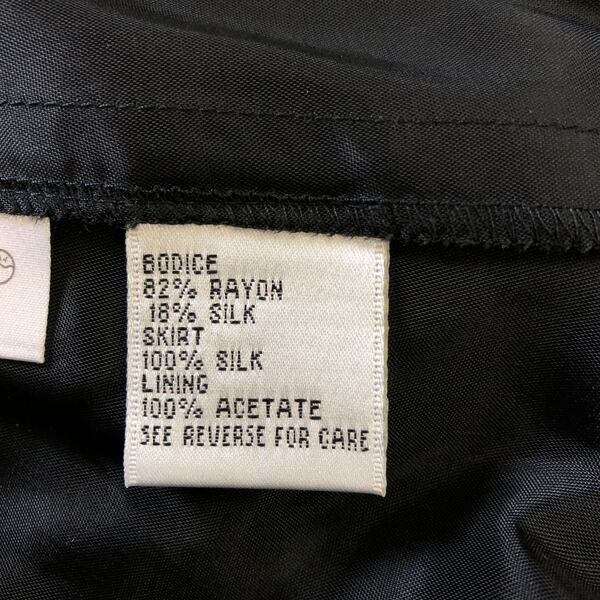 BODICE
82% RAYON
18% SILK
SKIRT
100% SILK
LINING
100% ACETATE
SEE REVERSE FOR CARE